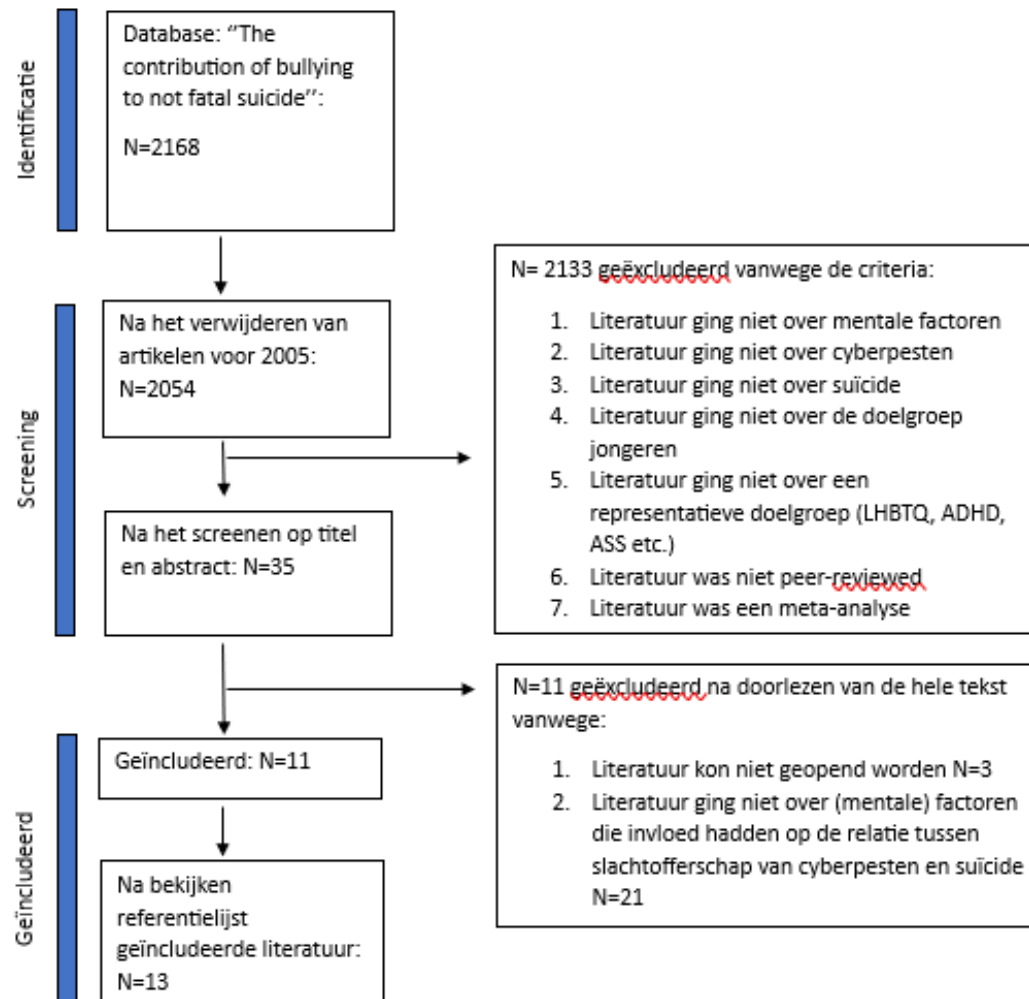 Identificatie
Database: “The
contribution of bullying
to not fatal suicide’’:
N=2168
Screening
Na het verwijderen van
artikelen voor 2005:
N=2054
N= 2133 geëxcludeerd vanwege de criteria:
1. Literatuur ging niet over mentale factoren
2. Literatuur ging niet over cyberpesten
3. Literatuur ging niet over suïcide
4. Literatuur ging niet over de doelgroep
jongeren
5. Literatuur ging niet over een
representatieve doelgroep (LHBTQ, ADHD,
ASS etc.)
6. Literatuur was niet peer-reviewed
7. Literatuur was een meta-analyse
Na het screenen op titel
en abstract: N=35
N=11 geëxcludeerd na doorlezen van de hele tekst
vanwege:
1. Literatuur kon niet geopend worden N=3
2. Literatuur ging niet over (mentale) factoren
die invloed hadden op de relatie tussen
slachtofferschap van cyberpesten en suïcide
N=21
Geïncludeerd
Geïncludeerd: N=11
Na bekijken
referentielijst
geïncludeerde literatuur:
N=13